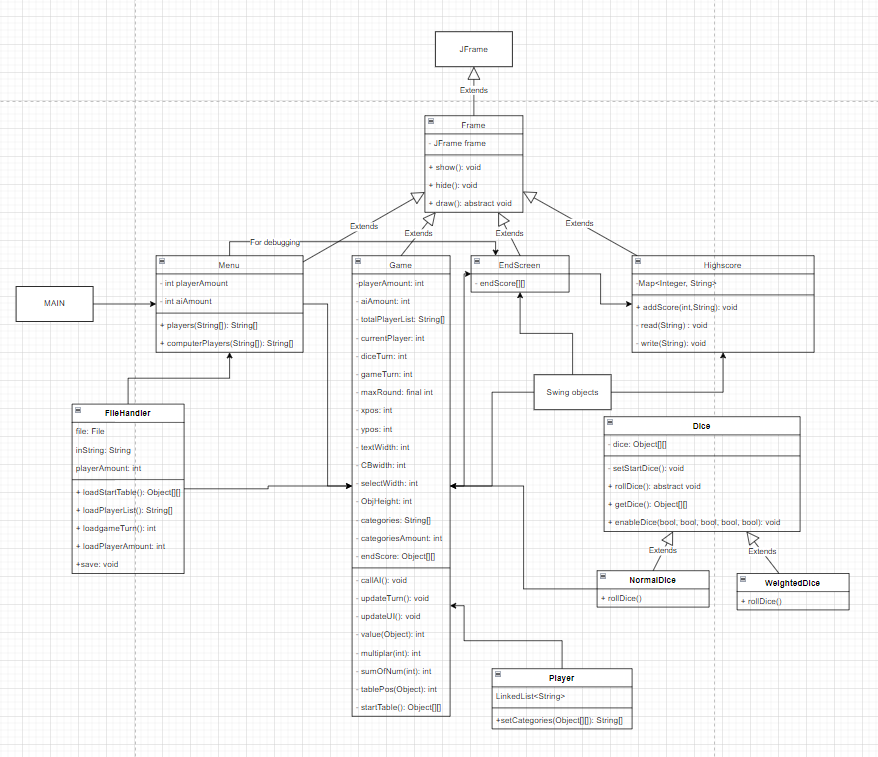 JFrame
Extends
Frame
- JFrame frame
+ show(): void
+ hide(): void
+ draw(): abstract void
Extends
Extends
Extends
Extends
For debugging
MAIN
Menu
- int playerAmount
- int aiAmount
+ players(String[]): String[]
+ computerPlayers(String[]): String[]
Game
-playerAmount: int
- aiAmount: int
- totalPlayerList: String[]
- currentPlayer: int
- diceTurn: int
- gameTurn: int
- maxRound: final int
- xpos: int
- ypos: int
- textWidth: int
- CBwidth: int
- selectWidth: int
- ObjHeight: int
- categories: String[]
- categoriesAmount: int
- endScore: Object[][]
- callAI(): void
- updateTurn(): void
- updateUI(): void
- value(Object): int
- multiplar(int): int
- sumOfNum(int): int
- tablePos(Object): int
- startTable(): Object[][]
EndScreen
- endScore[][]
Highscore
-Map<Integer, String>
+ addScore(int,String): void
- read(String) : void
- write(String): void
FileHandler
file: File
inString: String
playerAmount: int
+ loadStartTable(): Object[][]
+ loadPlayerList(): String[]
+ loadgameTurn(): int
+ loadPlayerAmount: int
+save: void
Swing objects
Dice
- dice: Object[][]
- setStartDice(): void
+ rollDice(): abstract void
+ getDice(): Object[][]
+ enableDice(bool, bool, bool, bool, bool): void
Extends
Extends
NormalDice
+ rollDice()
WeightedDice
+ rollDice()
Player
LinkedList<String>
+setCategories(Object[][]): String[]